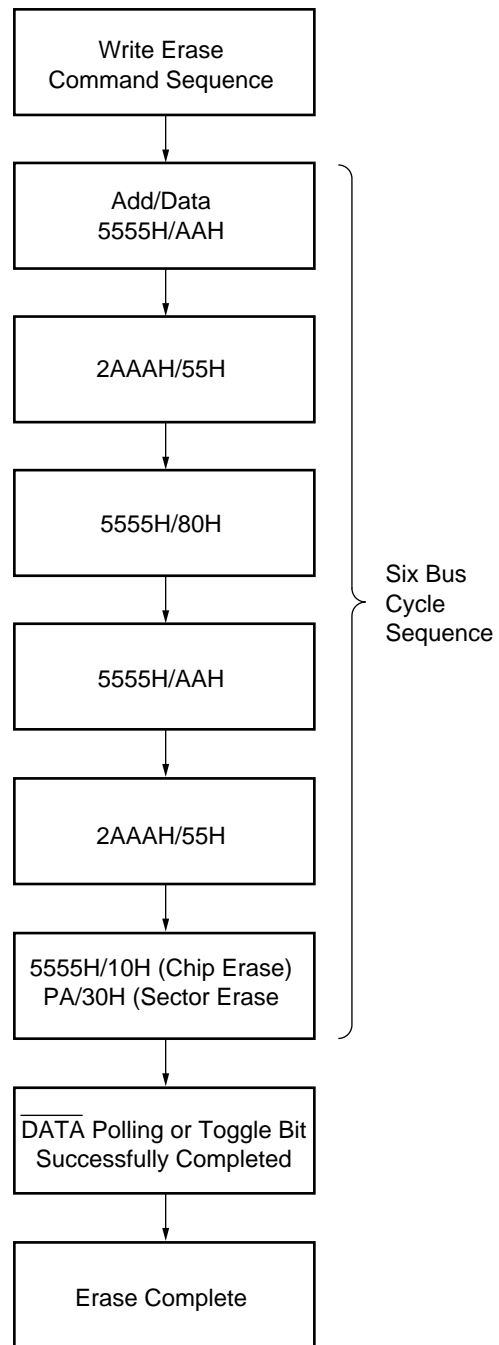 Write Erase
Command Sequence
Add/Data
5555H/AAH
2AAAH/55H
5555H/80H
5555H/AAH
2AAAH/55H
5555H/10H (Chip Erase)
PA/30H (Sector Erase
Six Bus
Cycle
Sequence
DATA Polling or Toggle Bit
Successfully Completed
Erase Complete